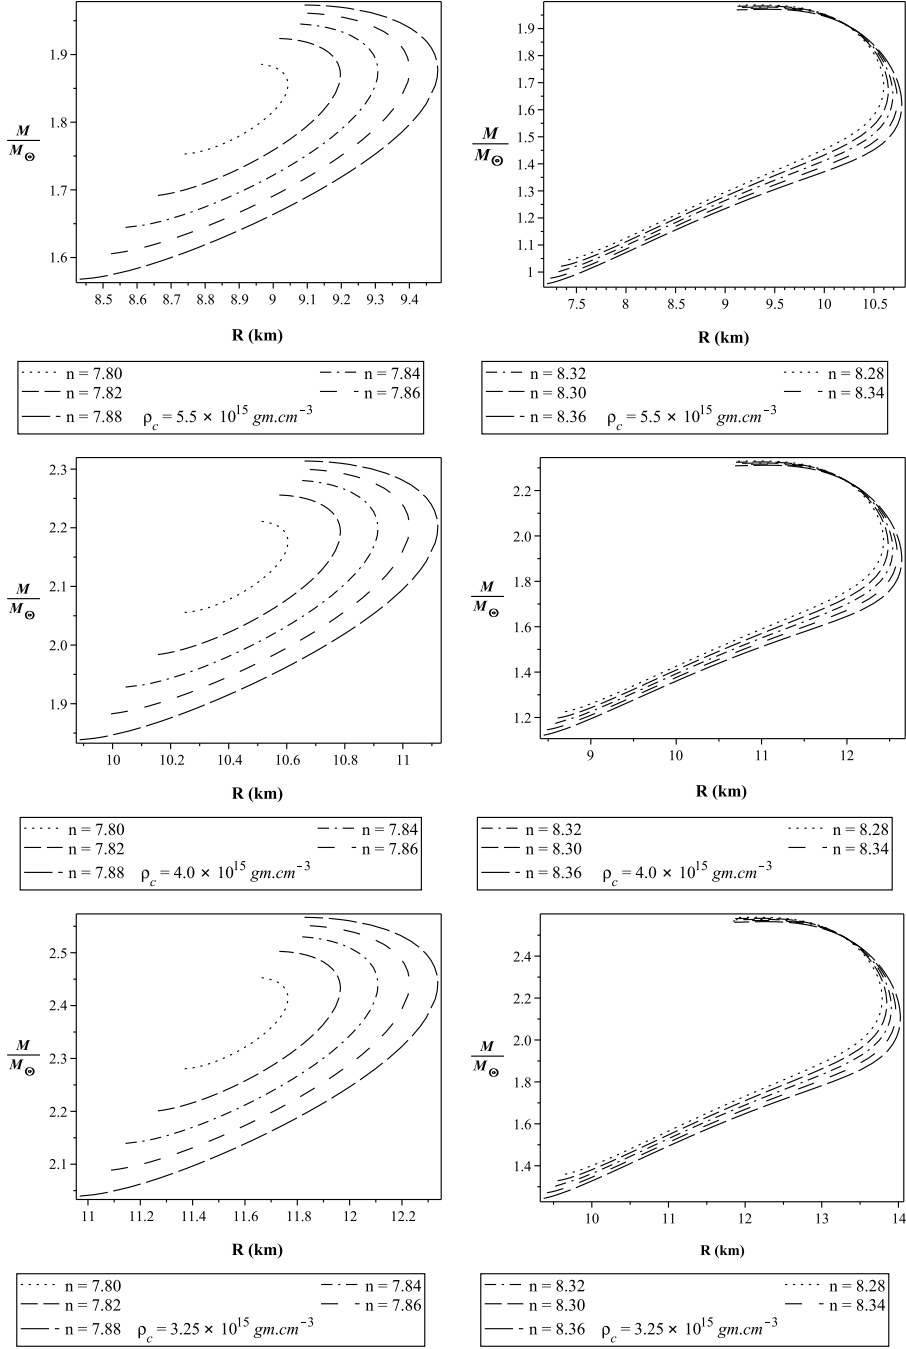 1.9
1.8
1.7
1.6
M
M⊙
8.5 8.6 8.7 8.8 8.9 9 9.1 9.2 9.3 9.4
R (km)
n = 7.80
n = 7.84
n = 7.82
n = 7.86
n = 7.88 ρc = 5.5 × 10^15 gm.cm^−3
2.0
1.9
1.8
1.7
1.6
1.5
1.4
1.3
1.2
1.1
1
M
M⊙
7.5 8 8.5 9 9.5 10 10.5
R (km)
n = 8.32
n = 8.28
n = 8.30
n = 8.34
n = 8.36 ρc = 5.5 × 10^15 gm.cm^−3
2.3
2.2
2.1
2.0
1.9
M
M⊙
10 10.2 10.4 10.6 10.8 11
R (km)
n = 7.80
n = 7.84
n = 7.82
n = 7.86
n = 7.88 ρc = 4.0 × 10^15 gm.cm^−3
2.2
2.0
1.8
1.6
1.4
1.2
M
M⊙
9 10 11 12
R (km)
n = 8.32
n = 8.28
n = 8.30
n = 8.34
n = 8.36 ρc = 4.0 × 10^15 gm.cm^−3
2.5
2.4
2.3
2.2
2.1
M
M⊙
11 11.2 11.4 11.6 11.8 12 12.2
R (km)
n = 7.80
n = 7.84
n = 7.82
n = 7.86
n = 7.88 ρc = 3.25 × 10^15 gm.cm^−3
2.4
2.2
2.0
1.8
1.6
1.4
M
M⊙
10 11 12 13 14
R (km)
n = 8.32
n = 8.28
n = 8.30
n = 8.34
n = 8.36 ρc = 3.25 × 10^15 gm.cm^−3